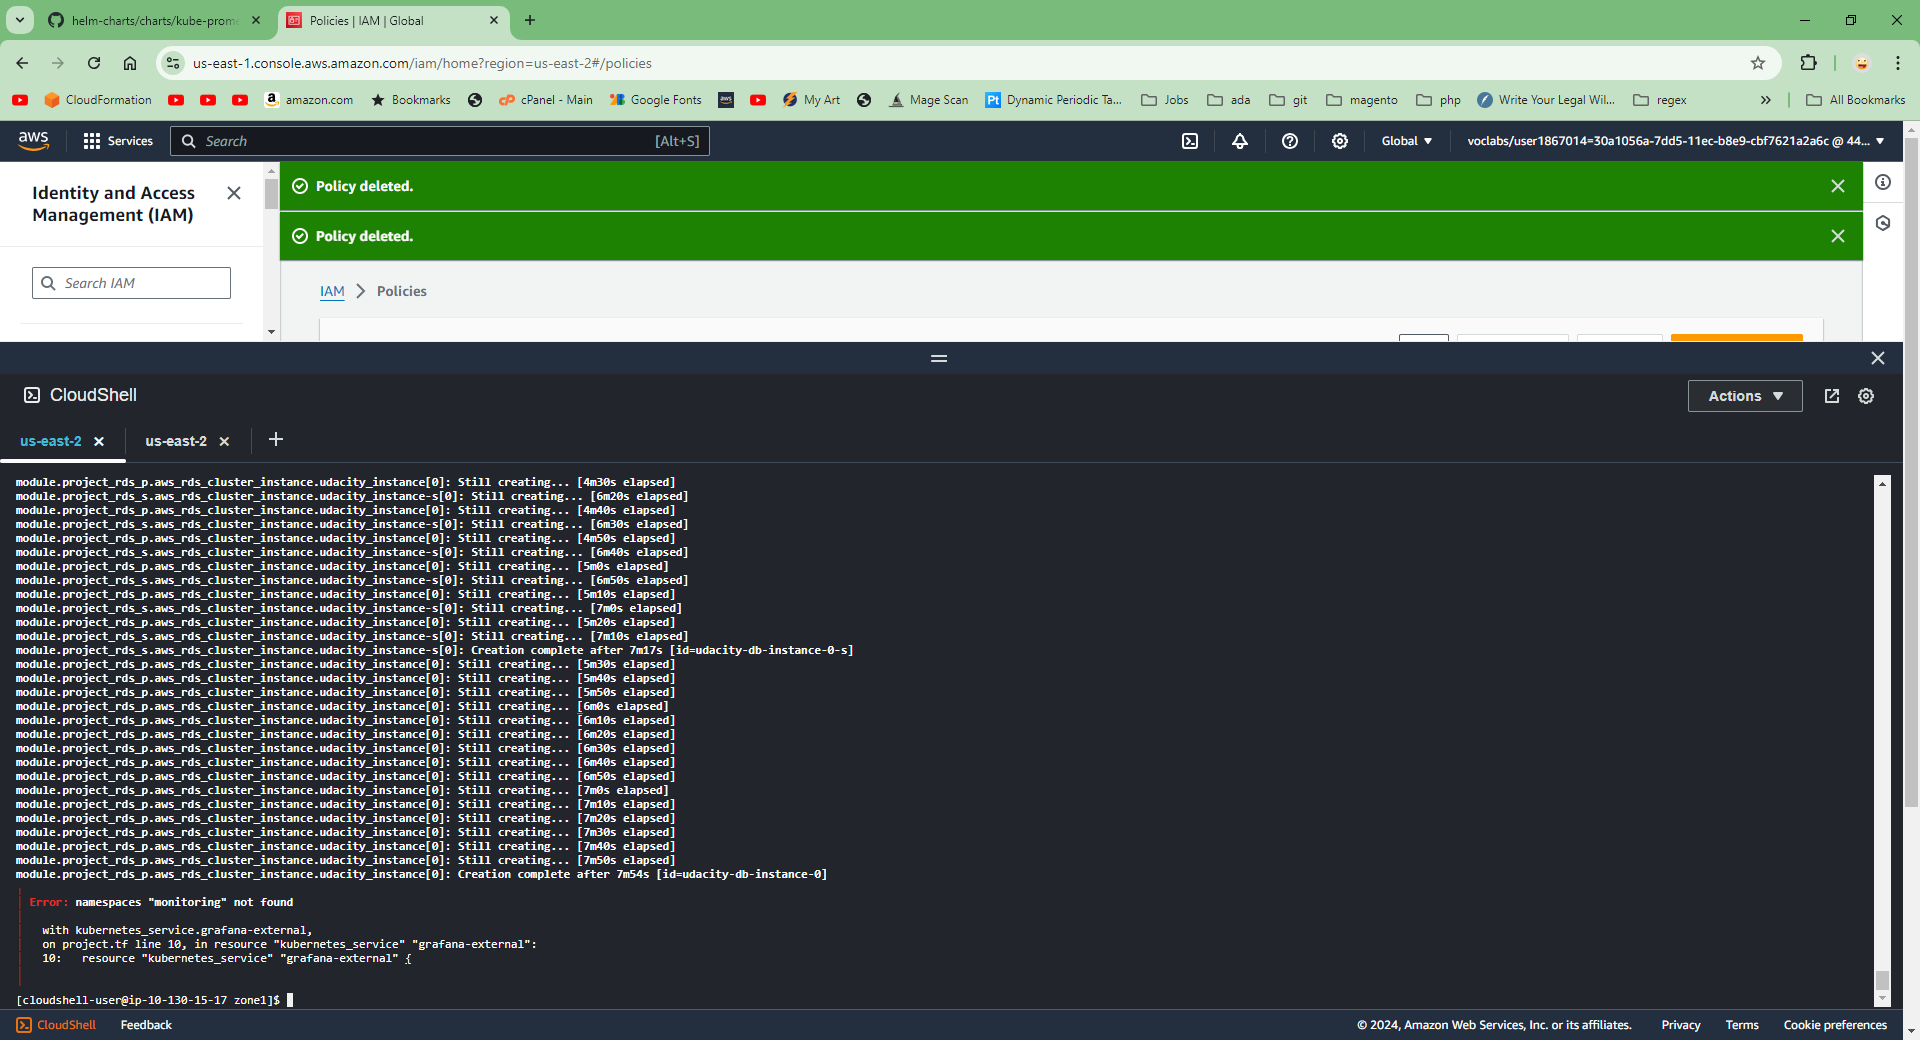 helm-charts/charts/kube-prom
Policies | IAM | Global
us-east-1.console.aws.amazon.com/iam/home?region=us-east-2#/policies
CloudFormation
amazon.com
Bookmarks
cPanel - Main
Google Fonts
My Art
Mage Scan
Dynamic Periodic Ta...
Jobs
ada
git
magento
php
Write Your Legal Wil...
regex
All Bookmarks
aws
Services
Search
[Alt+S]
Global
voclabs/user1867014=30a1056a-7dd5-11ec-b8e9-cbf7621a2a6c @ 44...
Identity and Access
Management (IAM)
Search IAM
Policy deleted.
Policy deleted.
IAM
Policies
CloudShell
Actions
us-east-2
us-east-2
module.project_rds_p.aws_rds_cluster_instance.udacity_instance[0]: Still creating... [4m30s elapsed]
module.project_rds_s.aws_rds_cluster_instance.udacity_instance-s[0]: Still creating... [6m20s elapsed]
module.project_rds_p.aws_rds_cluster_instance.udacity_instance[0]: Still creating... [4m40s elapsed]
module.project_rds_s.aws_rds_cluster_instance.udacity_instance-s[0]: Still creating... [6m30s elapsed]
module.project_rds_p.aws_rds_cluster_instance.udacity_instance[0]: Still creating... [4m50s elapsed]
module.project_rds_s.aws_rds_cluster_instance.udacity_instance-s[0]: Still creating... [6m40s elapsed]
module.project_rds_p.aws_rds_cluster_instance.udacity_instance[0]: Still creating... [5m0s elapsed]
module.project_rds_s.aws_rds_cluster_instance.udacity_instance-s[0]: Still creating... [6m50s elapsed]
module.project_rds_p.aws_rds_cluster_instance.udacity_instance[0]: Still creating... [5m10s elapsed]
module.project_rds_s.aws_rds_cluster_instance.udacity_instance-s[0]: Still creating... [7m0s elapsed]
module.project_rds_p.aws_rds_cluster_instance.udacity_instance[0]: Still creating... [5m20s elapsed]
module.project_rds_s.aws_rds_cluster_instance.udacity_instance-s[0]: Still creating... [7m10s elapsed]
module.project_rds_s.aws_rds_cluster_instance.udacity_instance-s[0]: Creation complete after 7m17s [id=udacity-db-instance-0-s]
module.project_rds_p.aws_rds_cluster_instance.udacity_instance[0]: Still creating... [5m30s elapsed]
module.project_rds_p.aws_rds_cluster_instance.udacity_instance[0]: Still creating... [5m40s elapsed]
module.project_rds_p.aws_rds_cluster_instance.udacity_instance[0]: Still creating... [5m50s elapsed]
module.project_rds_p.aws_rds_cluster_instance.udacity_instance[0]: Still creating... [6m0s elapsed]
module.project_rds_p.aws_rds_cluster_instance.udacity_instance[0]: Still creating... [6m10s elapsed]
module.project_rds_p.aws_rds_cluster_instance.udacity_instance[0]: Still creating... [6m20s elapsed]
module.project_rds_p.aws_rds_cluster_instance.udacity_instance[0]: Still creating... [6m30s elapsed]
module.project_rds_p.aws_rds_cluster_instance.udacity_instance[0]: Still creating... [6m40s elapsed]
module.project_rds_p.aws_rds_cluster_instance.udacity_instance[0]: Still creating... [6m50s elapsed]
module.project_rds_p.aws_rds_cluster_instance.udacity_instance[0]: Still creating... [7m0s elapsed]
module.project_rds_p.aws_rds_cluster_instance.udacity_instance[0]: Still creating... [7m10s elapsed]
module.project_rds_p.aws_rds_cluster_instance.udacity_instance[0]: Still creating... [7m20s elapsed]
module.project_rds_p.aws_rds_cluster_instance.udacity_instance[0]: Still creating... [7m30s elapsed]
module.project_rds_p.aws_rds_cluster_instance.udacity_instance[0]: Still creating... [7m40s elapsed]
module.project_rds_p.aws_rds_cluster_instance.udacity_instance[0]: Still creating... [7m50s elapsed]
module.project_rds_p.aws_rds_cluster_instance.udacity_instance[0]: Creation complete after 7m54s [id=udacity-db-instance-0]
Error: namespaces "monitoring" not found
with kubernetes_service.grafana-external,
on project.tf line 10, in resource "kubernetes_service" "grafana-external":
10: resource "kubernetes_service" "grafana-external" {
[cloudshell-user@ip-10-130-15-17 zone1]$
CloudShell
Feedback
© 2024, Amazon Web Services, Inc. or its affiliates.
Privacy
Terms
Cookie preferences